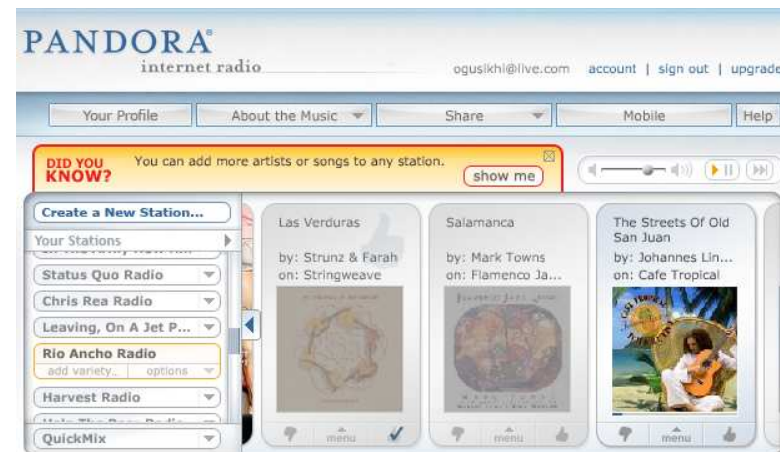 PANDORA®
internet radio
ogusikhi@live.com account | sign out | upgrade
Your Profile About the Music Share Mobile Help
DID YOU
KNOW?
You can add more artists or songs to any station.
show me
Create a New Station...
Your Stations
Status Quo Radio
Chris Rea Radio
Leaving, On A Jet P...
Rio Ancho Radio
add variety.. options
Harvest Radio
QuickMix
Las Verduras
by: Strunz & Farah
on: Stringweave
menu
Salamanca
by: Mark Towns
on: Flamenco Ja...
menu
The Streets Of Old
San Juan
by: Johannes Lin...
on: Cafe Tropical
menu